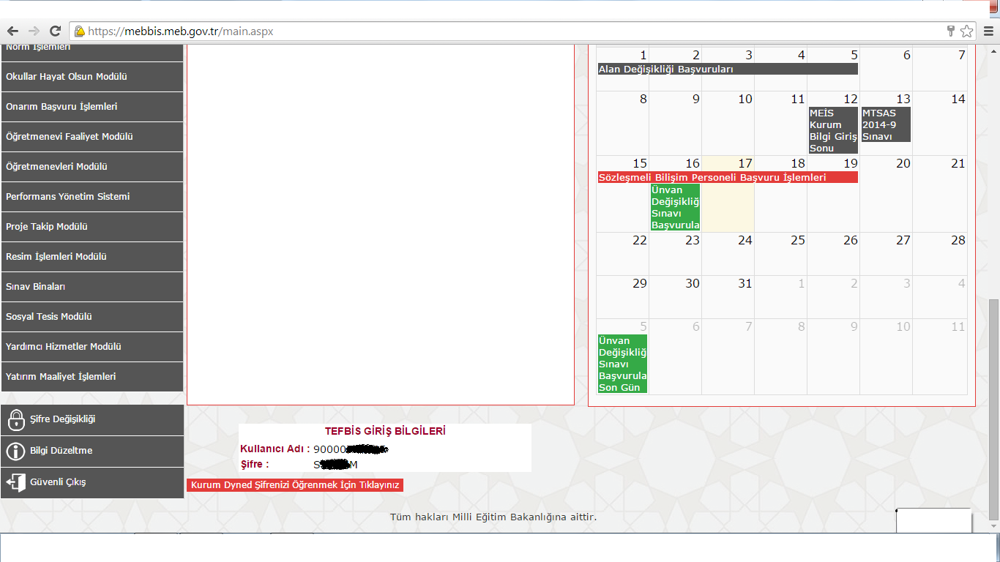 https://mebbis.meb.gov.tr/main.aspx
Norm İşlemleri
Okullar Hayat Olsun Modülü
Onarım Başvuru İşlemleri
Öğretmenevi Faaliyet Modülü
Öğretmenevleri Modülü
Performans Yönetim Sistemi
Proje Takip Modülü
Resim İşlemleri Modülü
Sınav Binaları
Sosyal Tesis Modülü
Yardımcı Hizmetler Modülü
Yatırım Maaliyet İşlemleri
Şifre Değişikliği
Bilgi Düzeltme
Güvenli Çıkış
1 2 3 4 5 6 7
Alan Değişikliği Başvuruları
8 9 10 11 12 13 14
MEİS
Kurum
Bilgi Giriş
Sonu
MTSAS
2014-9
Sınavı
15 16 17 18 19 20 21
Sözleşmeli Bilişim Personeli Başvuru İşlemleri
Ünvan
Değişikliğ
Sınavı
Başvurula
22 23 24 25 26 27 28
29 30 31 1 2 3 4
5 6 7 8 9 10 11
Ünvan
Değişikliğ
Sınavı
Başvurula
Son Gün
TEFBİS GİRİŞ BİLGİLERİ
Kullanıcı Adı : 90000
Şifre : S M
Kurum Dyned Şifrenizi Öğrenmek İçin Tıklayınız
Tüm hakları Milli Eğitim Bakanlığına aittir.